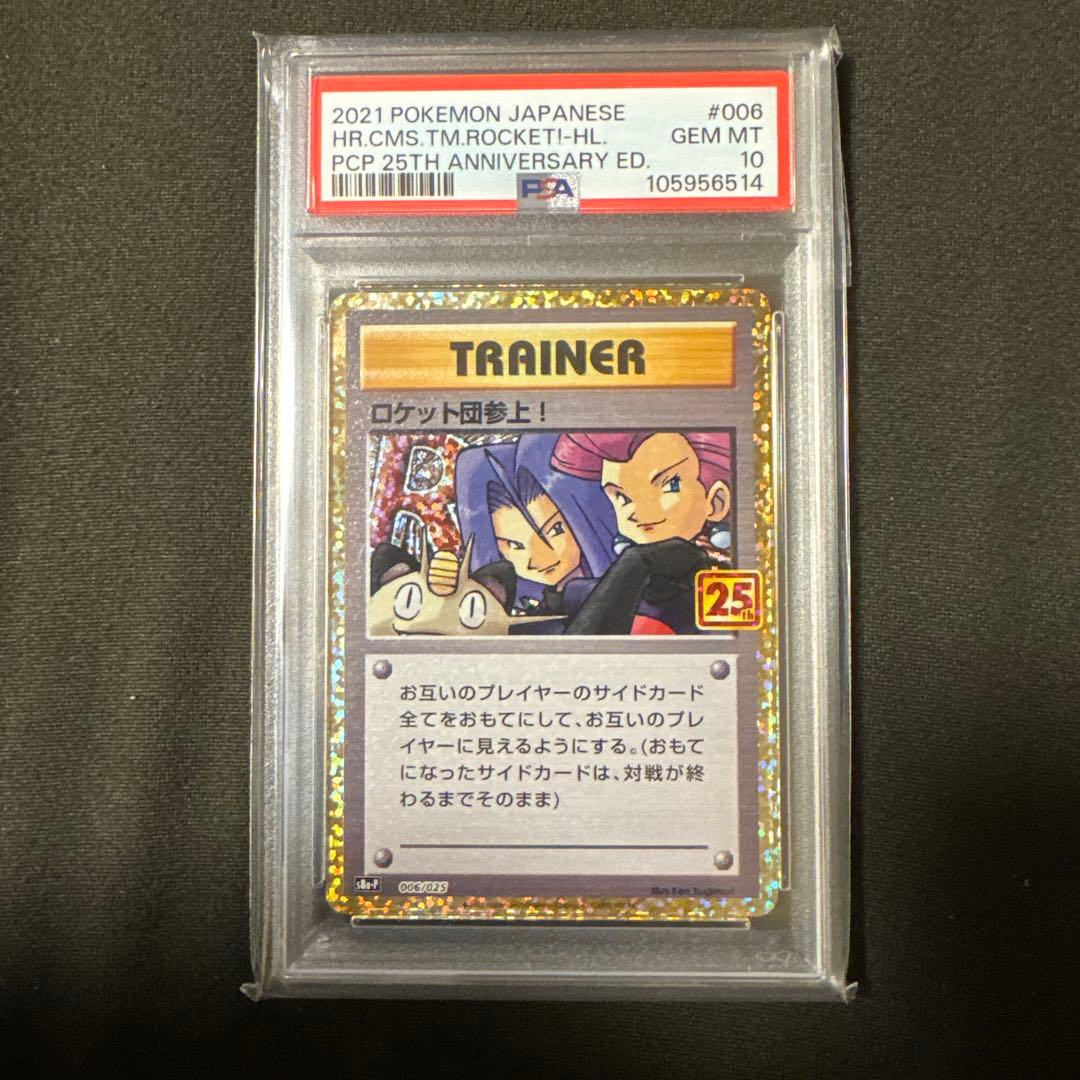 2021 POKEMON JAPANESE #006
HR.CMS.TM.ROCKET!-HL. GEM MT
PCP 25TH ANNIVERSARY ED. 10
PSA 105956514
TRAINER
ロケット団参上!
25th
お互いのプレイヤーのサイドカード
全てをおもてにして、お互いのプレ
イヤーに見えるようにする。(おもて
になったサイドカードは、対戦が終
わるまでそのまま)
s8a-P 006/025 Illus. Ken Sugimori